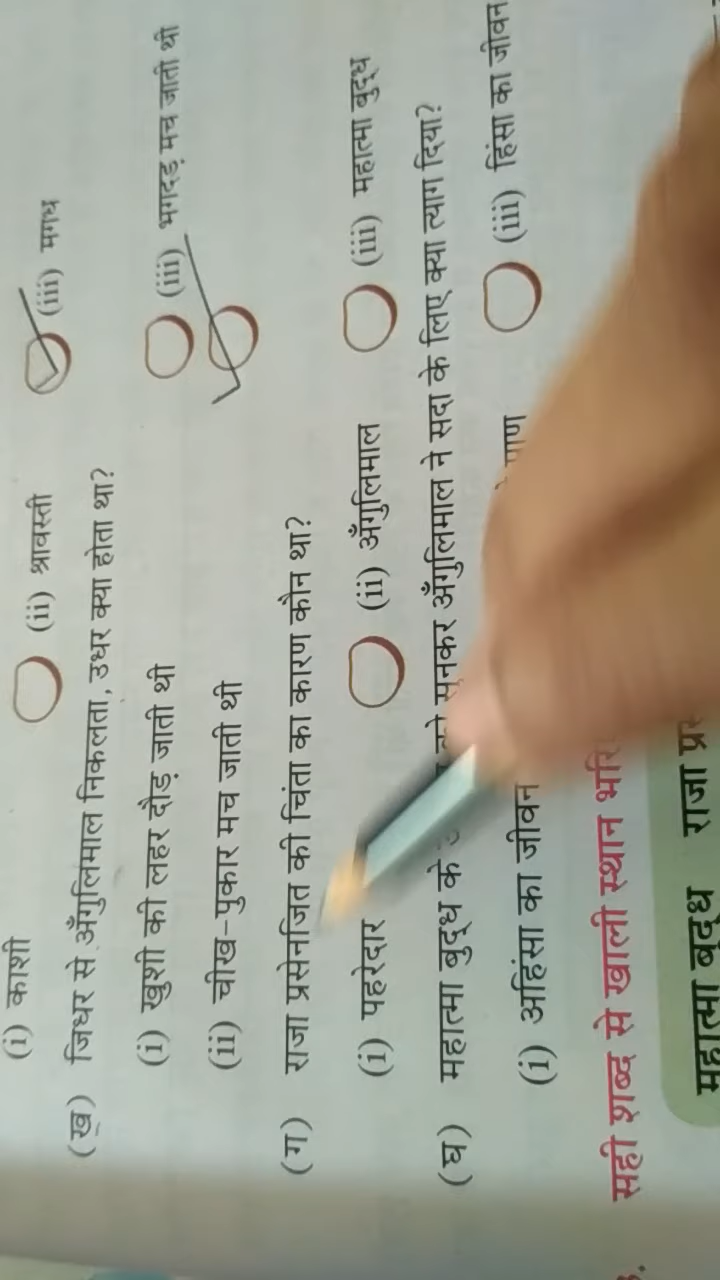 (i) काशी (ii) श्रावस्ती (iii) मगध
(ख) जिधर से अँगुलिमाल निकलता, उधर क्या होता था?
(i) खुशी की लहर दौड़ जाती थी (iii) भगदड़ मच जाती थी
(ii) चीख-पुकार मच जाती थी
(ग) राजा प्रसेनजित की चिंता का कारण कौन था?
(i) पहरेदार (ii) अँगुलिमाल (iii) महात्मा बुद्ध
(घ) महात्मा बुद्ध के सुनकर अँगुलिमाल ने सदा के लिए क्या त्याग दिया?
(i) अहिंसा का जीवन (iii) हिंसा का जीवन
सही शब्द से खाली स्थान
महात्मा बुद्ध राजा